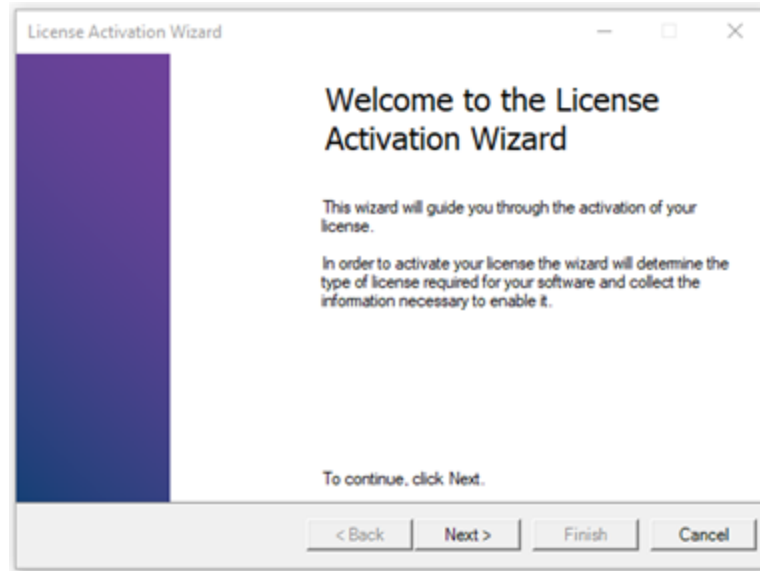 License Activation Wizard
Welcome to the License
Activation Wizard
This wizard will guide you through the activation of your
license.
In order to activate your license the wizard will determine the
type of license required for your software and collect the
information necessary to enable it.
To continue, click Next.
< Back Next > Finish Cancel